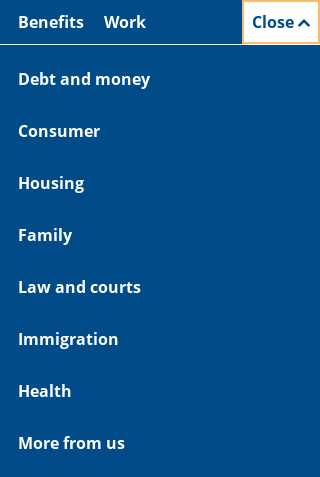 Benefits Work Close
Debt and money
Consumer
Housing
Family
Law and courts
Immigration
Health
More from us